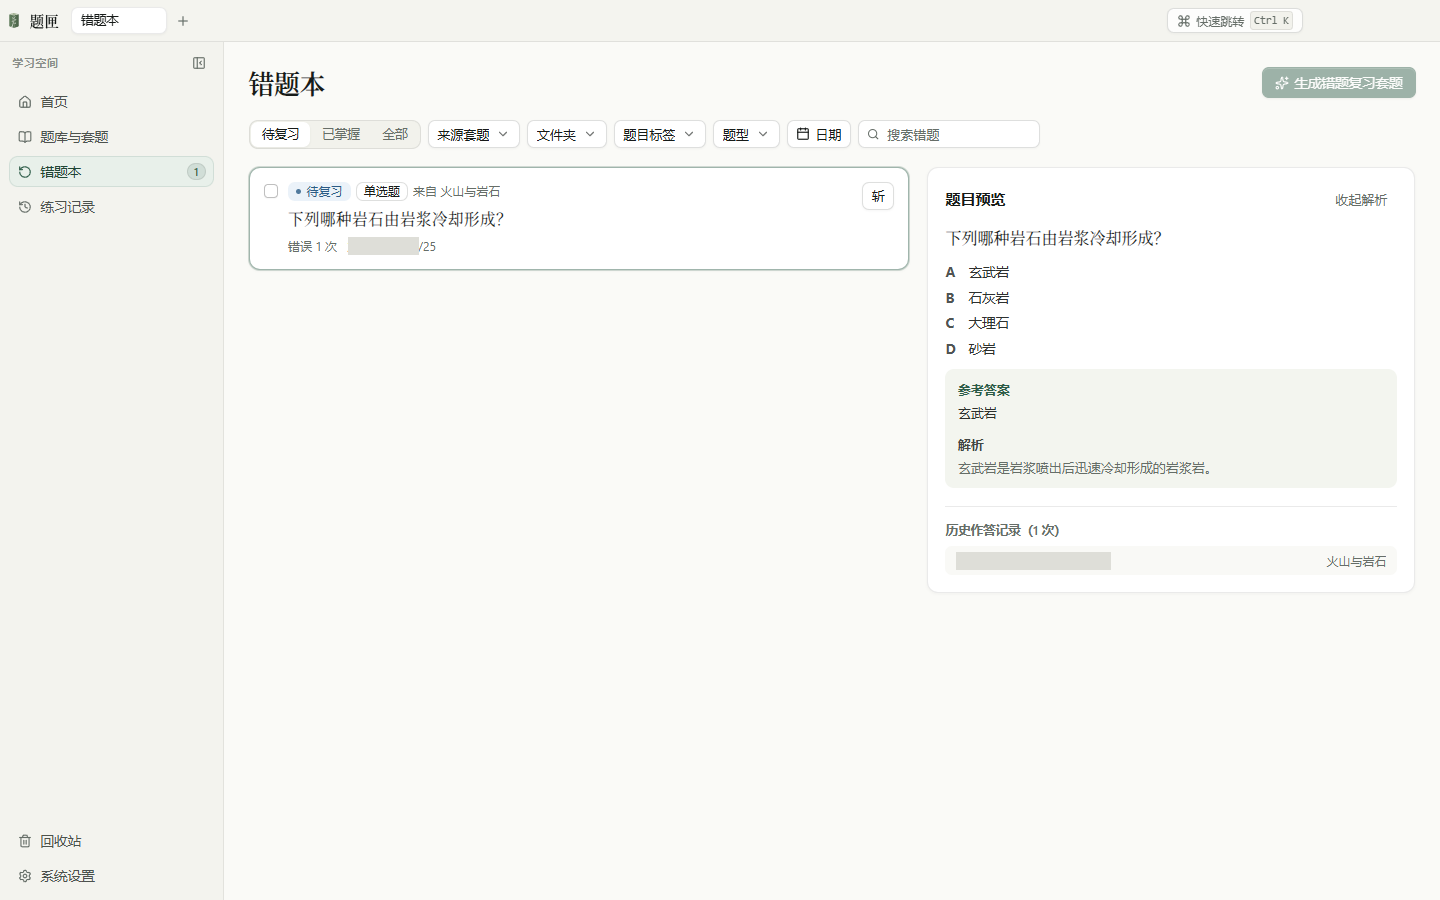 题匣
错题本
快速跳转 Ctrl K
学习空间
首页
题库与套题
错题本 1
练习记录
回收站
系统设置
错题本
生成错题复习套题
待复习 已掌握 全部 来源套题 文件夹 题目标签 题型 日期 搜索错题
待复习 单选题 来自 火山与岩石
斩
下列哪种岩石由岩浆冷却形成?
错误 1 次 /25
题目预览
收起解析
下列哪种岩石由岩浆冷却形成?
A 玄武岩
B 石灰岩
C 大理石
D 砂岩
参考答案
玄武岩
解析
玄武岩是岩浆喷出后迅速冷却形成的岩浆岩。
历史作答记录(1 次)
火山与岩石